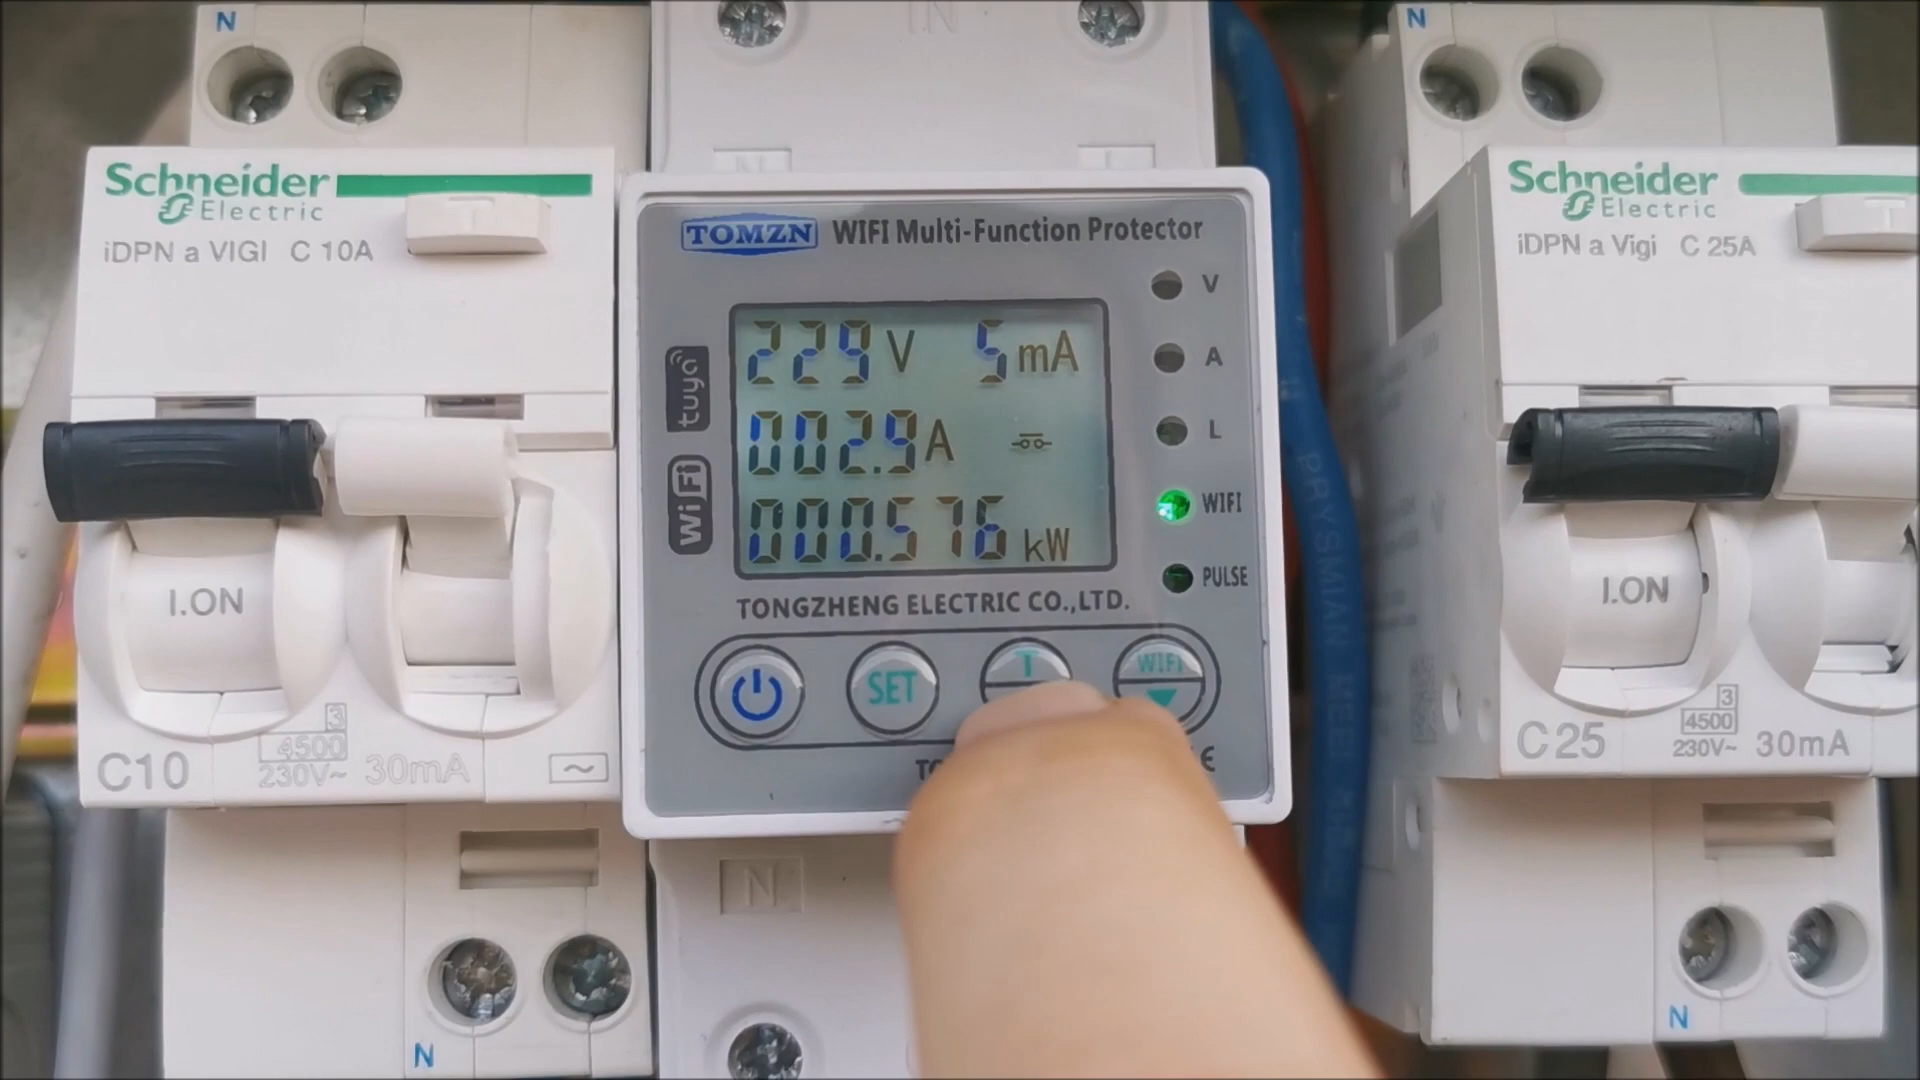 N
Schneider
Electric
iDPN a VIGI C 10A
I.ON
3
4500
C10
230V~ 30mA
~
N
N
TOMZN WIFI Multi-Function Protector
tuya
WiFi
229 V 5 mA
002.9 A
000.576 kW
V
A
L
WIFI
PULSE
TONGZHENG ELECTRIC CO.,LTD.
SET
T
WIFI
N
PRYSMIAN
N
Schneider
Electric
iDPN a Vigi C 25A
I.ON
3
4500
C25
230V~ 30mA
N